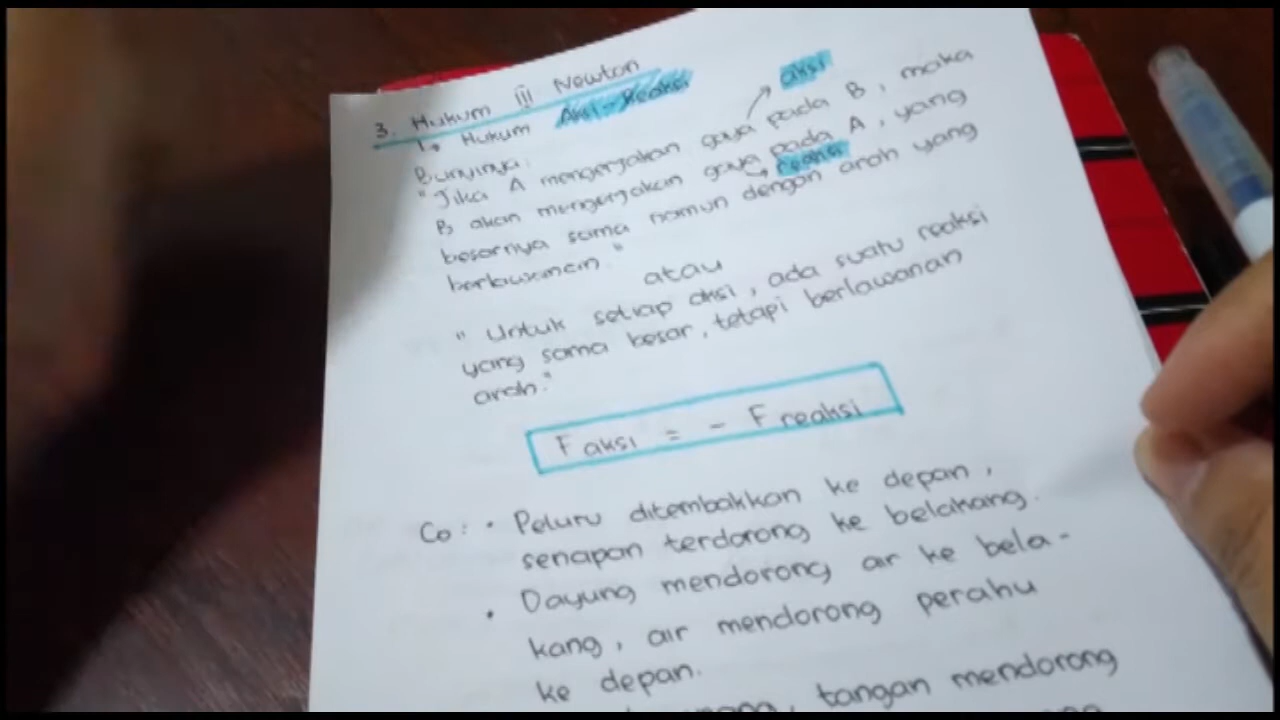 3. Hukum iii Newton
↳ Hukum Aksi-Reaksi
aksi
Bunyinya:
"Jika A mengerjakan gaya pada B, maka
B akan mengerjakan gaya pada A, yang
reaksi
besarnya sama namun dengan arah yang
berlawanan."
atau
"Untuk setiap aksi, ada suatu reaksi
yang sama besar, tetapi berlawanan
arah."
F aksi = - F reaksi
Co: • Peluru ditembakkan ke depan,
senapan terdorong ke belakang.
• Dayung mendorong air ke bela-
kang, air mendorong perahu
ke depan.
, tangan mendorong